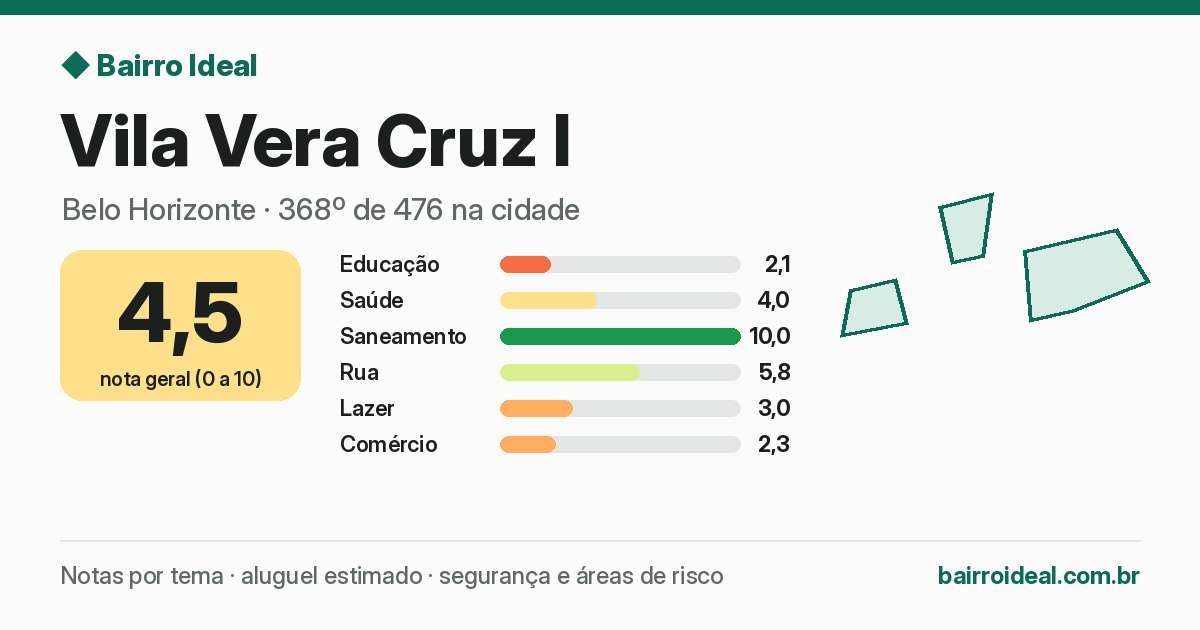 Bairro Ideal
Vila Vera Cruz I
Belo Horizonte · 368º de 476 na cidade
4,5
nota geral (0 a 10)
Educação 2,1
Saúde 4,0
Saneamento 10,0
Rua 5,8
Lazer 3,0
Comércio 2,3
Notas por tema · aluguel estimado · segurança e áreas de risco
bairroideal.com.br